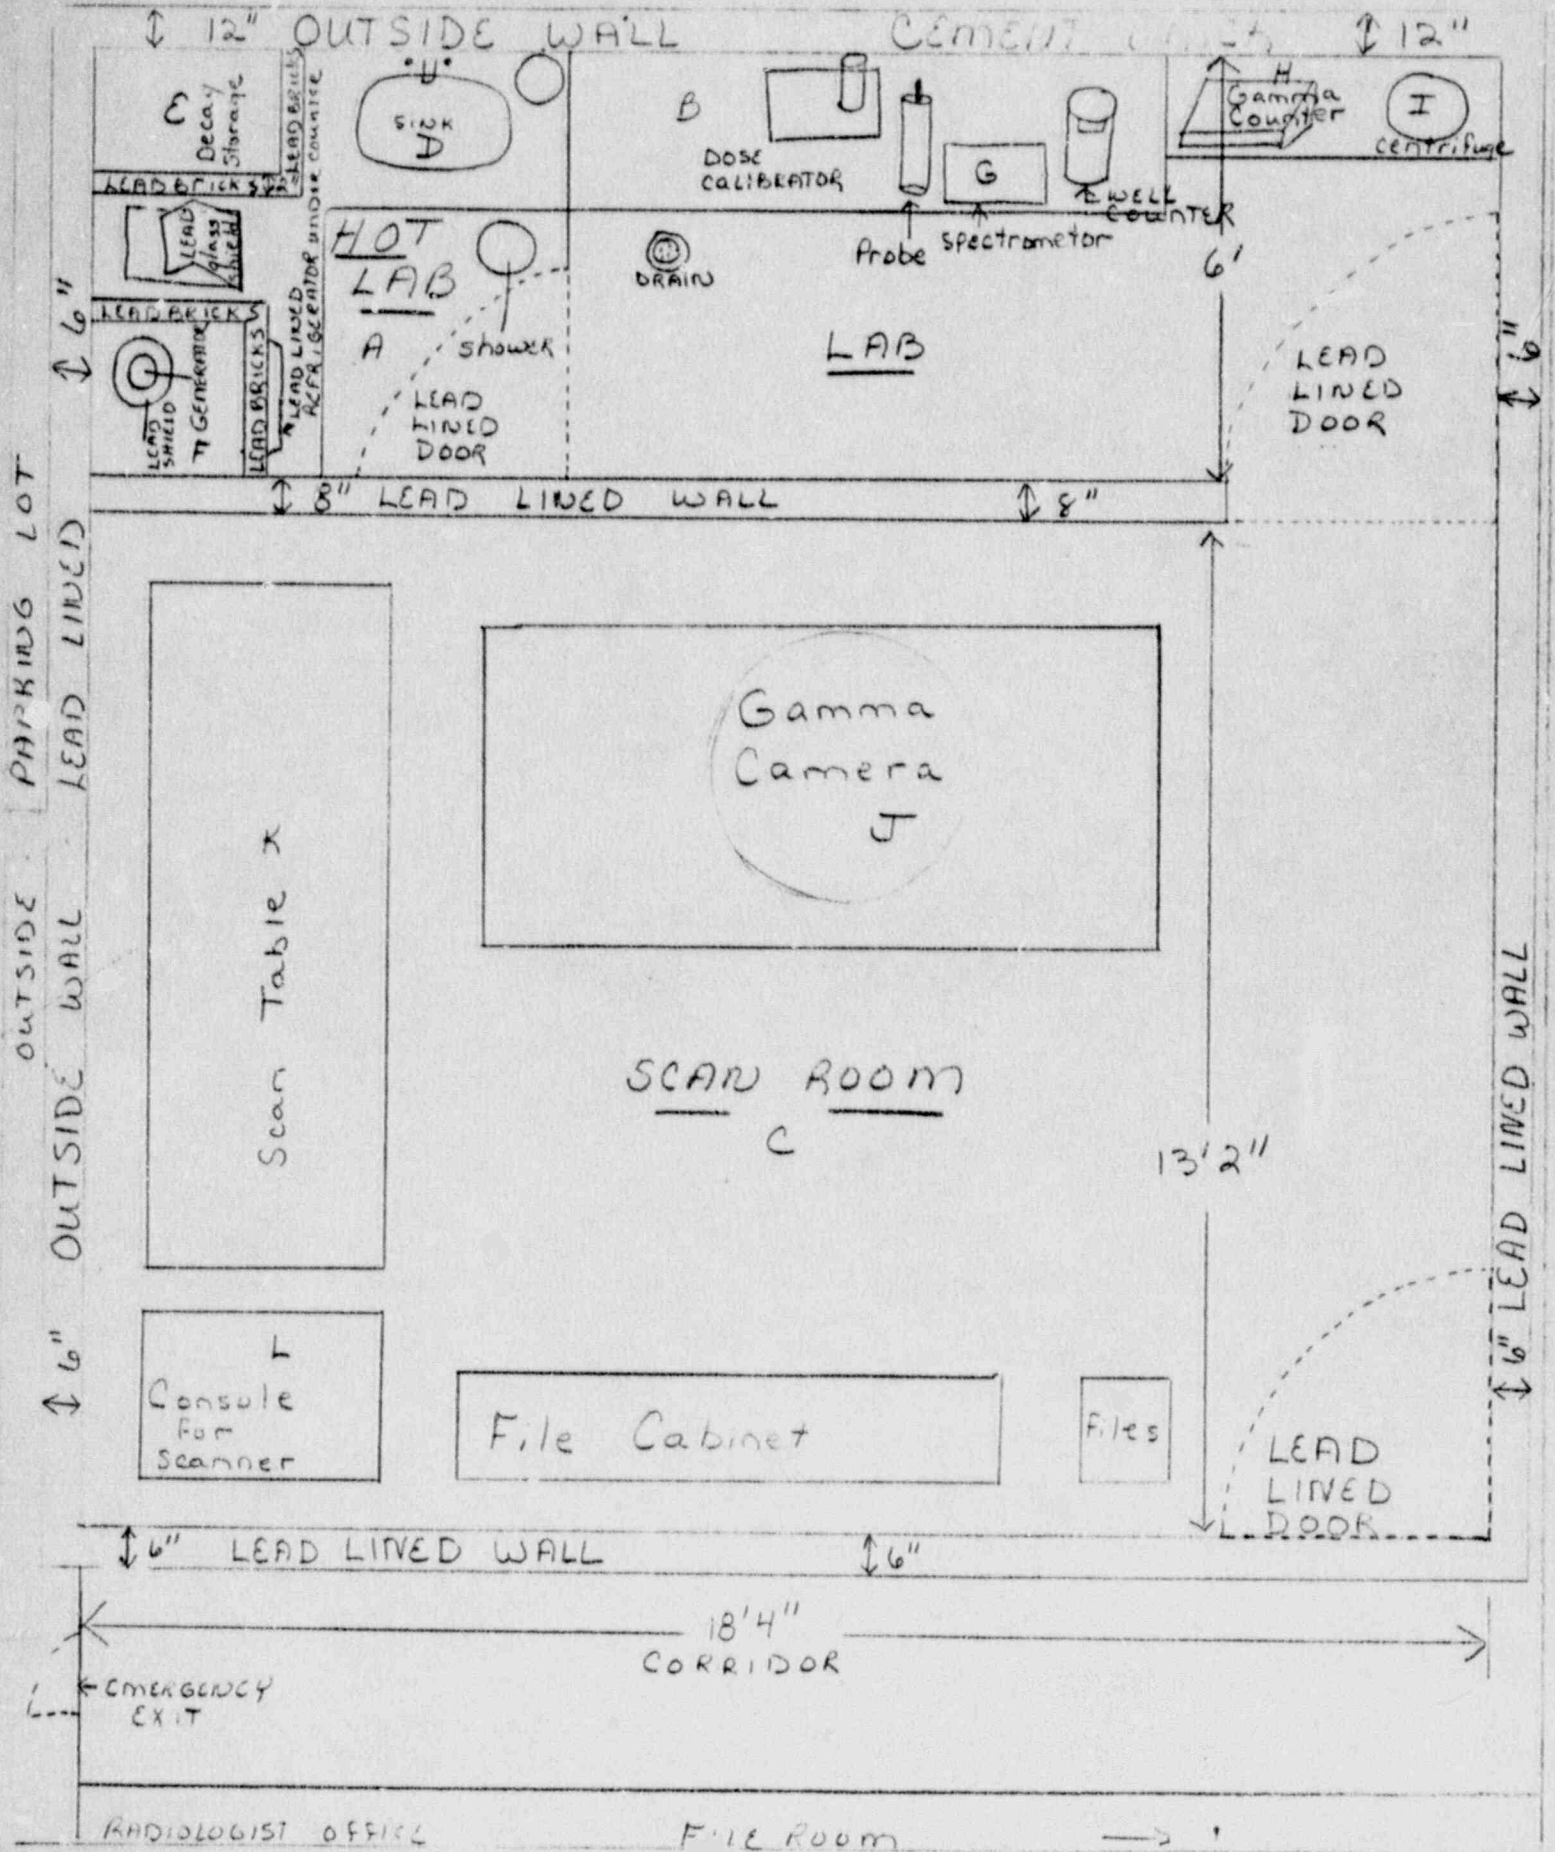 12" OUTSIDE WALL CEMENT 12"
E
Decay
Storage
LEAD BRICKS
LEAD BRICKS
SINK
D
B
DOSE
CALIBRATOR
Probe
G
spectrometor
WELL
COUNTER
H
Gamma
Counter
I
centrifuge
LEAD
glass
shield
LEAD BRICKS
LEAD BRICKS
LEAD
SHIELD
F GENERATOR
LEAD LINED
REFRIGERATOR UNDER COUNTER
HOT
LAB
A
shower
LEAD
LINED
DOOR
DRAIN
LAB
6'
LEAD
LINED
DOOR
6"
6"
8" LEAD LINED WALL 8"
OUTSIDE PARKING LOT
6" OUTSIDE WALL LEAD LINED
Scan Table K
Gamma
Camera
J
SCAN ROOM
C
13'2"
6" LEAD LINED WALL
L
Console
For
Scanner
File Cabinet
Files
LEAD
LINED
DOOR
6" LEAD LINED WALL 6"
18'4"
CORRIDOR
EMERGENCY
EXIT
RADIOLOGIST OFFICE FILE ROOM